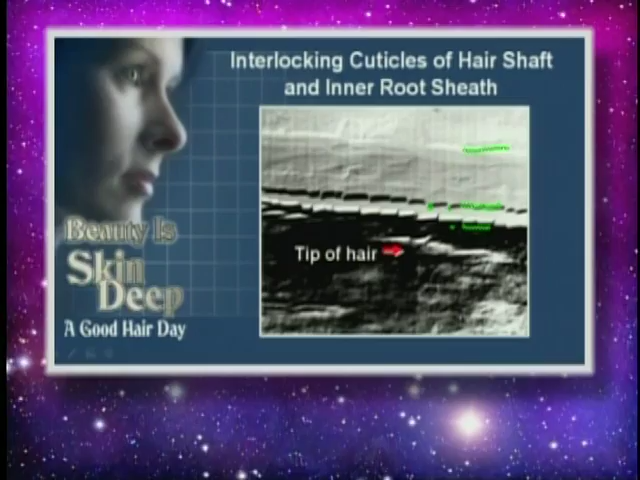 Interlocking Cuticles of Hair Shaft
and Inner Root Sheath
Tip of hair
Beauty Is
Skin
Deep
A Good Hair Day